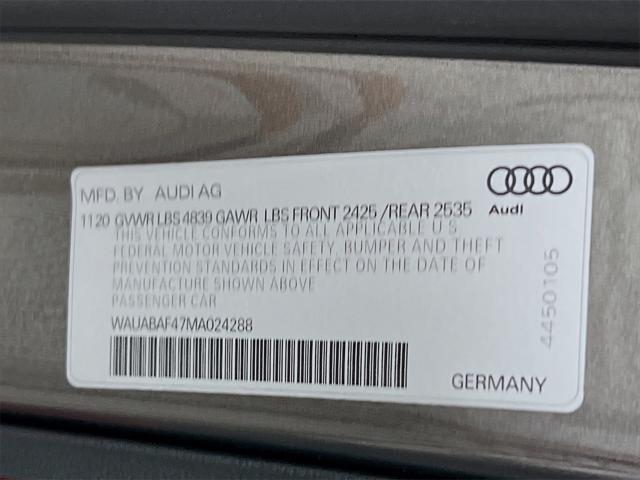 MFD. BY AUDI AG
1120 GVWR LBS 4839 GAWR LBS FRONT 2425 / REAR 2535
Audi
THIS VEHICLE CONFORMS TO ALL APPLICABLE U S
FEDERAL MOTOR VEHICLE SAFETY, BUMPER AND THEFT
PREVENTION STANDARDS IN EFFECT ON THE DATE OF
MANUFACTURE SHOWN ABOVE
PASSENGER CAR
WAUABAF47MA024288
4450105
GERMANY